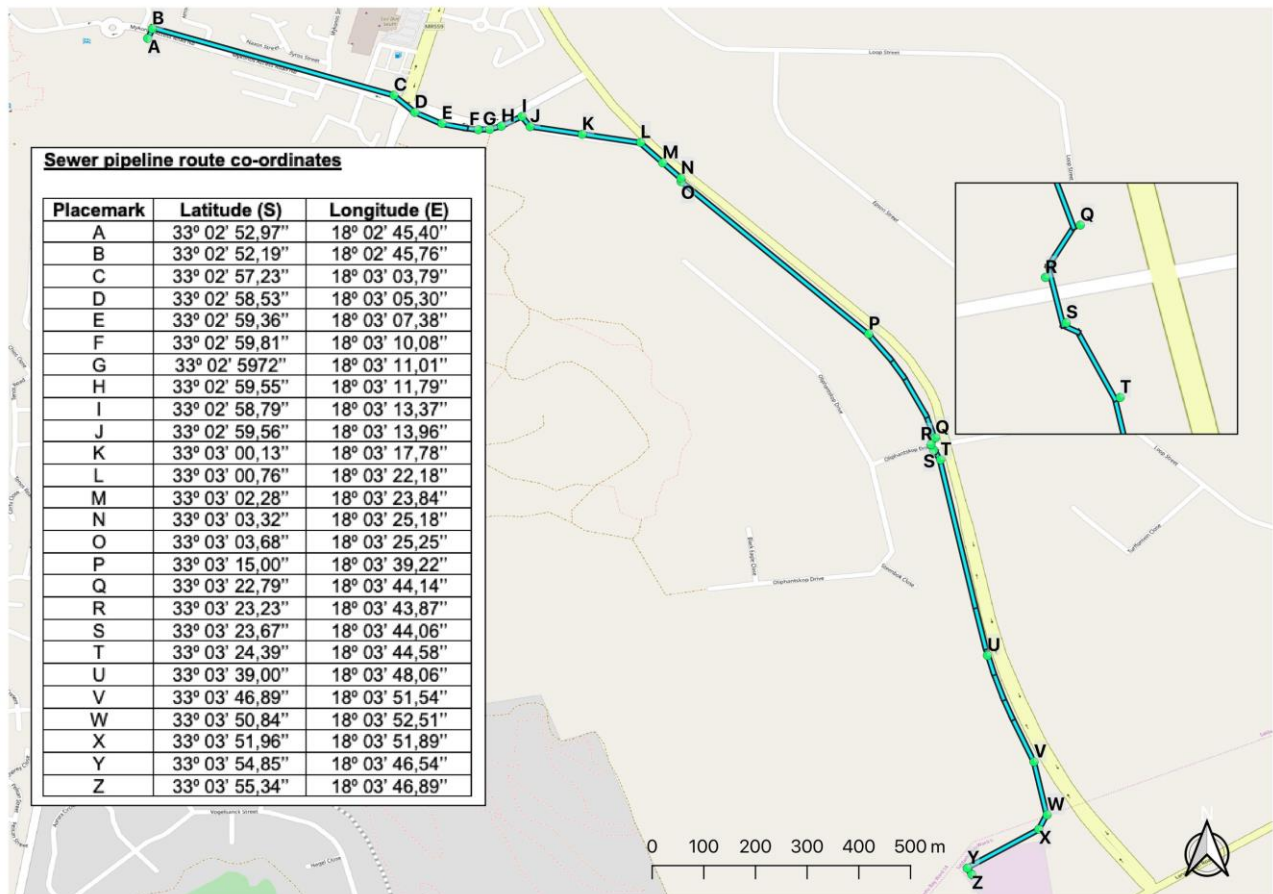 B
A
C
D
E
F
G
H
I
J
K
L
M
N
O
Loop Street
Loop Street
Sewer pipeline route co-ordinates
Placemark Latitude (S) Longitude (E)
A 33º 02’ 52,97” 18º 02’ 45,40”
B 33º 02’ 52,19” 18º 02’ 45,76”
C 33º 02’ 57,23” 18º 03’ 03,79”
D 33º 02’ 58,53” 18º 03’ 05,30”
E 33º 02’ 59,36” 18º 03’ 07,38”
F 33º 02’ 59,81” 18º 03’ 10,08”
G 33º 02’ 5972” 18º 03’ 11,01”
H 33º 02’ 59,55” 18º 03’ 11,79”
I 33º 02’ 58,79” 18º 03’ 13,37”
J 33º 02’ 59,56” 18º 03’ 13,96”
K 33º 03’ 00,13” 18º 03’ 17,78”
L 33º 03’ 00,76” 18º 03’ 22,18”
M 33º 03’ 02,28” 18º 03’ 23,84”
N 33º 03’ 03,32” 18º 03’ 25,18”
O 33º 03’ 03,68” 18º 03’ 25,25”
P 33º 03’ 15,00” 18º 03’ 39,22”
Q 33º 03’ 22,79” 18º 03’ 44,14”
R 33º 03’ 23,23” 18º 03’ 43,87”
S 33º 03’ 23,67” 18º 03’ 44,06”
T 33º 03’ 24,39” 18º 03’ 44,58”
U 33º 03’ 39,00” 18º 03’ 48,06”
V 33º 03’ 46,89” 18º 03’ 51,54”
W 33º 03’ 50,84” 18º 03’ 52,51”
X 33º 03’ 51,96” 18º 03’ 51,89”
Y 33º 03’ 54,85” 18º 03’ 46,54”
Z 33º 03’ 55,34” 18º 03’ 46,89”
Q
R
S
T
P
Q
R
S
T
Loop Street
Oliphantskop Drive
Oliphantskop Drive
U
V
W
X
Y
Z
Vogelsanck Street
0 100 200 300 400 500 m
N